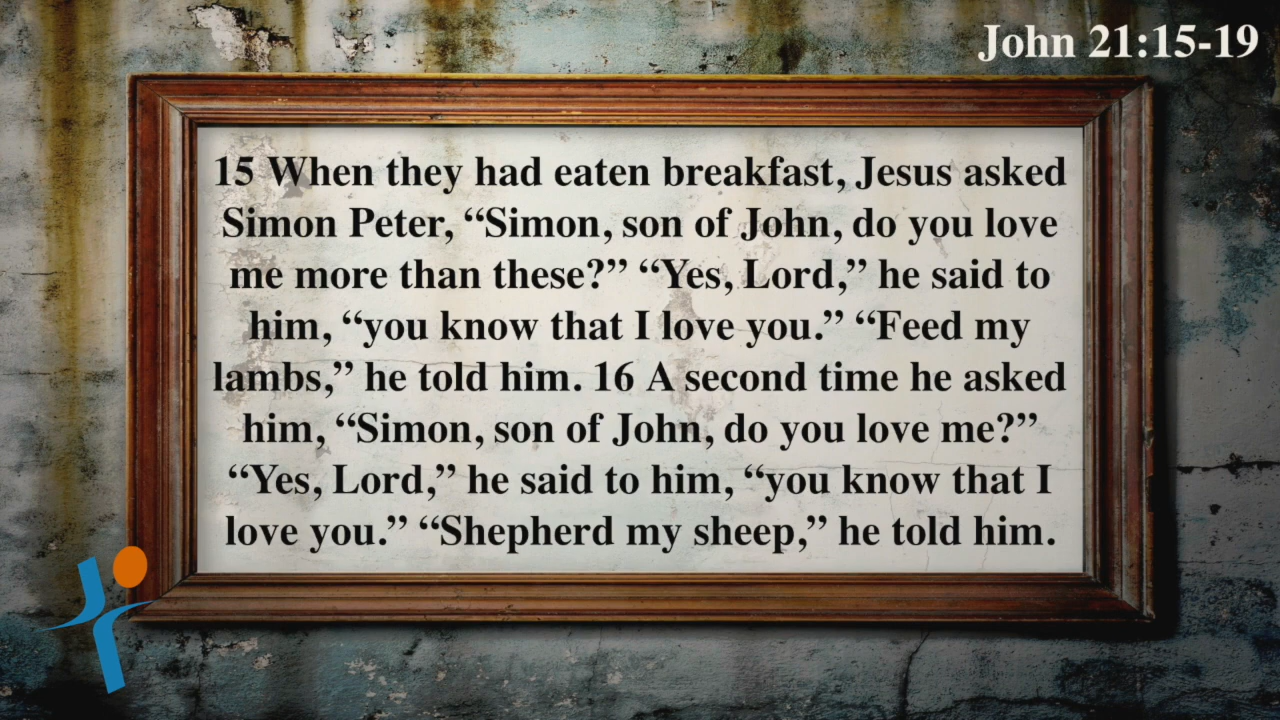 John 21:15-19
15 When they had eaten breakfast, Jesus asked
Simon Peter, “Simon, son of John, do you love
me more than these?” “Yes, Lord,” he said to
him, “you know that I love you.” “Feed my
lambs,” he told him. 16 A second time he asked
him, “Simon, son of John, do you love me?”
“Yes, Lord,” he said to him, “you know that I
love you.” “Shepherd my sheep,” he told him.